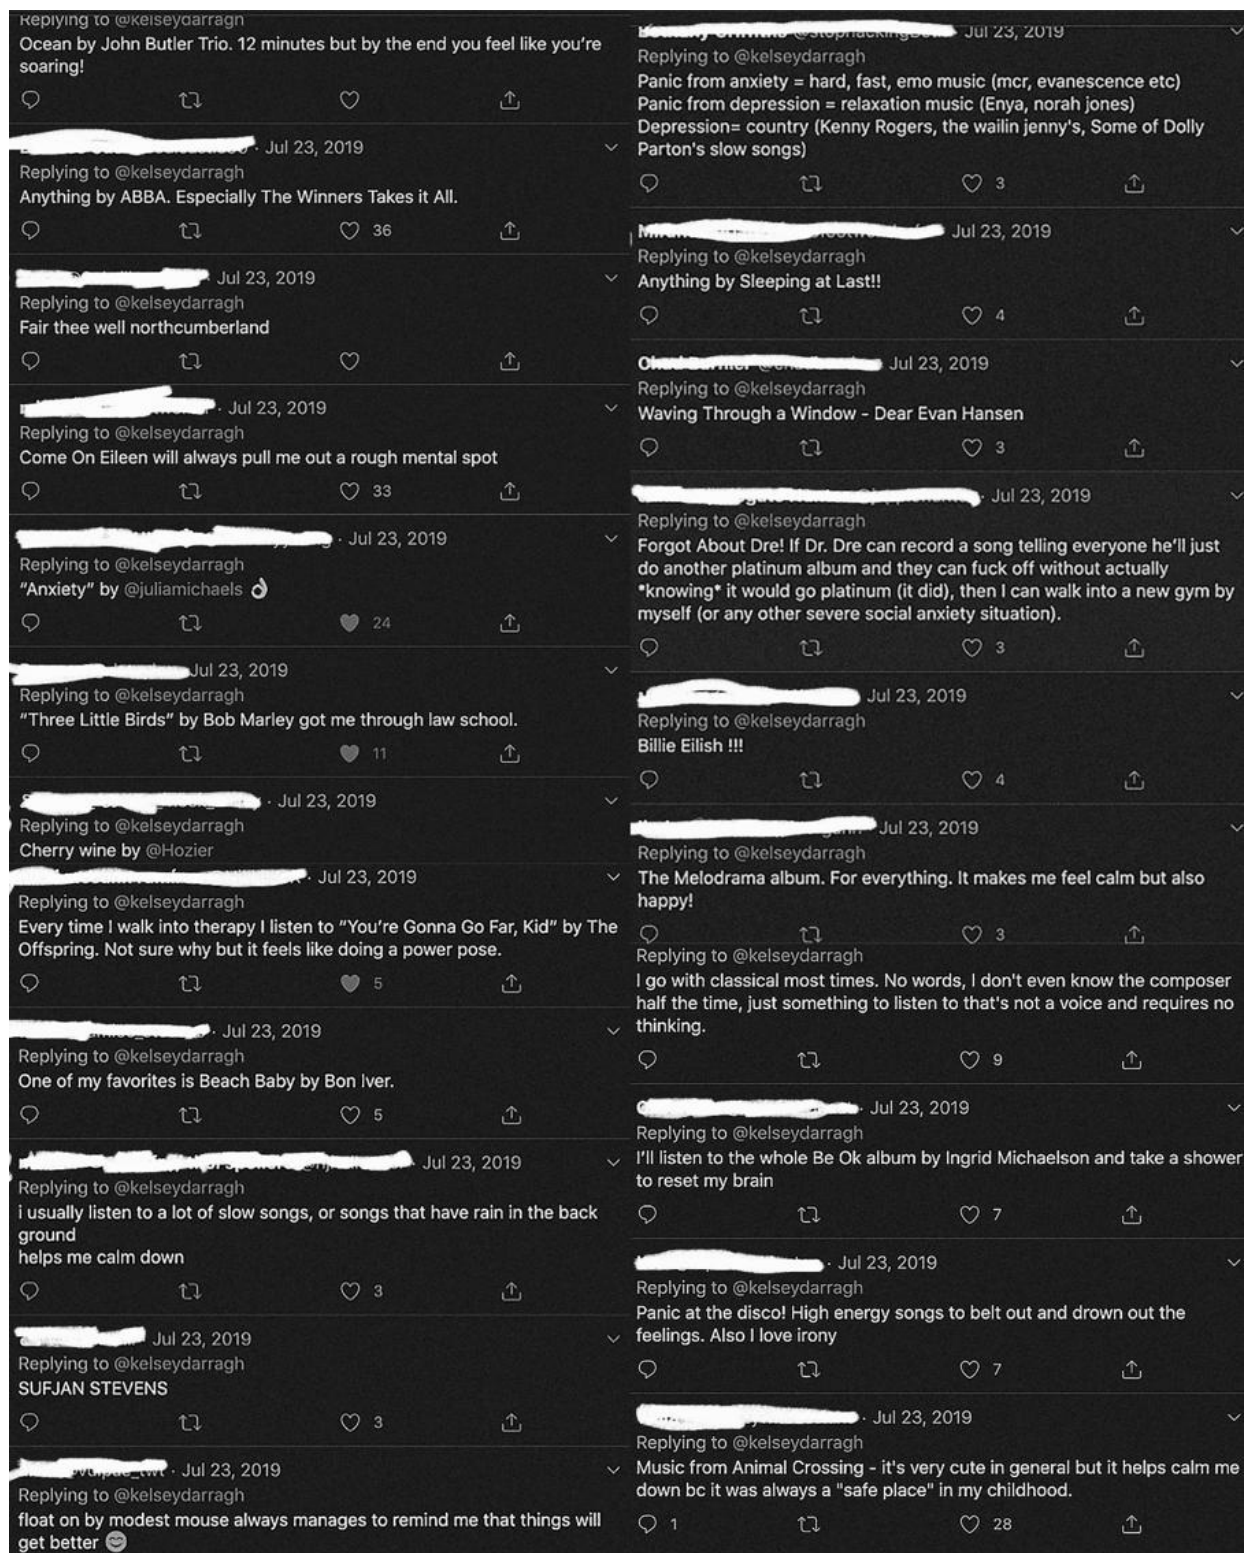 Replying to @kelseydarragh
Ocean by John Butler Trio. 12 minutes but by the end you feel like you're
soaring!
Jul 23, 2019
Replying to @kelseydarragh
Anything by ABBA. Especially The Winners Takes it All.
36
Jul 23, 2019
Replying to @kelseydarragh
Fair thee well northcumberland
· Jul 23, 2019
Replying to @kelseydarragh
Come On Eileen will always pull me out a rough mental spot
33
· Jul 23, 2019
Replying to @kelseydarragh
"Anxiety" by @juliamichaels 👌
24
Jul 23, 2019
Replying to @kelseydarragh
"Three Little Birds" by Bob Marley got me through law school.
11
· Jul 23, 2019
Replying to @kelseydarragh
Cherry wine by @Hozier
· Jul 23, 2019
Replying to @kelseydarragh
Every time I walk into therapy I listen to "You're Gonna Go Far, Kid" by The
Offspring. Not sure why but it feels like doing a power pose.
5
· Jul 23, 2019
Replying to @kelseydarragh
One of my favorites is Beach Baby by Bon Iver.
5
Jul 23, 2019
Replying to @kelseydarragh
i usually listen to a lot of slow songs, or songs that have rain in the back
ground
helps me calm down
3
Jul 23, 2019
Replying to @kelseydarragh
SUFJAN STEVENS
3
· Jul 23, 2019
Replying to @kelseydarragh
float on by modest mouse always manages to remind me that things will
get better 😊
Jul 23, 2019
Replying to @kelseydarragh
Panic from anxiety = hard, fast, emo music (mcr, evanescence etc)
Panic from depression = relaxation music (Enya, norah jones)
Depression= country (Kenny Rogers, the wailin jenny's, Some of Dolly
Parton's slow songs)
3
Jul 23, 2019
Replying to @kelseydarragh
Anything by Sleeping at Last!!
4
Jul 23, 2019
Replying to @kelseydarragh
Waving Through a Window - Dear Evan Hansen
3
· Jul 23, 2019
Replying to @kelseydarragh
Forgot About Dre! If Dr. Dre can record a song telling everyone he'll just
do another platinum album and they can fuck off without actually
*knowing* it would go platinum (it did), then I can walk into a new gym by
myself (or any other severe social anxiety situation).
3
Jul 23, 2019
Replying to @kelseydarragh
Billie Eilish !!!
4
Jul 23, 2019
Replying to @kelseydarragh
The Melodrama album. For everything. It makes me feel calm but also
happy!
3
Replying to @kelseydarragh
I go with classical most times. No words, I don't even know the composer
half the time, just something to listen to that's not a voice and requires no
thinking.
9
· Jul 23, 2019
Replying to @kelseydarragh
I'll listen to the whole Be Ok album by Ingrid Michaelson and take a shower
to reset my brain
7
· Jul 23, 2019
Replying to @kelseydarragh
Panic at the disco! High energy songs to belt out and drown out the
feelings. Also I love irony
7
· Jul 23, 2019
Replying to @kelseydarragh
Music from Animal Crossing - it's very cute in general but it helps calm me
down bc it was always a "safe place" in my childhood.
1 28